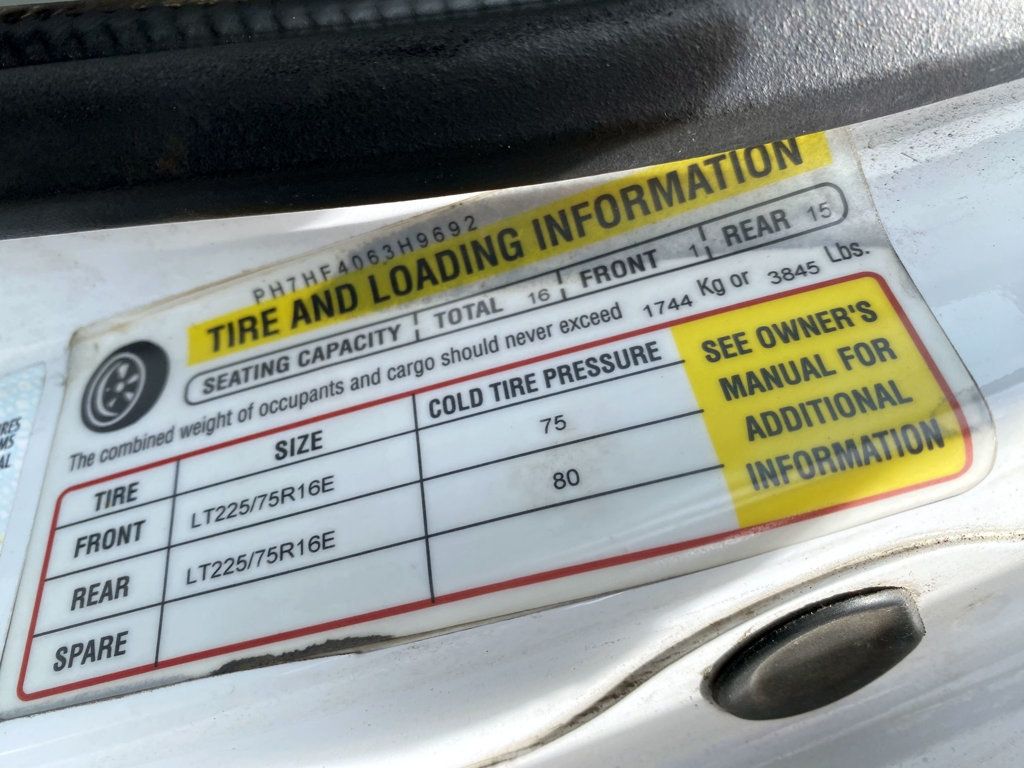 PH7HF4063H9692
TIRE AND LOADING INFORMATION
SEATING CAPACITY TOTAL 16 FRONT 1 REAR 15
The combined weight of occupants and cargo should never exceed 1744 Kg or 3845 Lbs.
TIRE SIZE COLD TIRE PRESSURE
FRONT LT225/75R16E 75
REAR LT225/75R16E 80
SPARE
SEE OWNER'S
MANUAL FOR
ADDITIONAL
INFORMATION